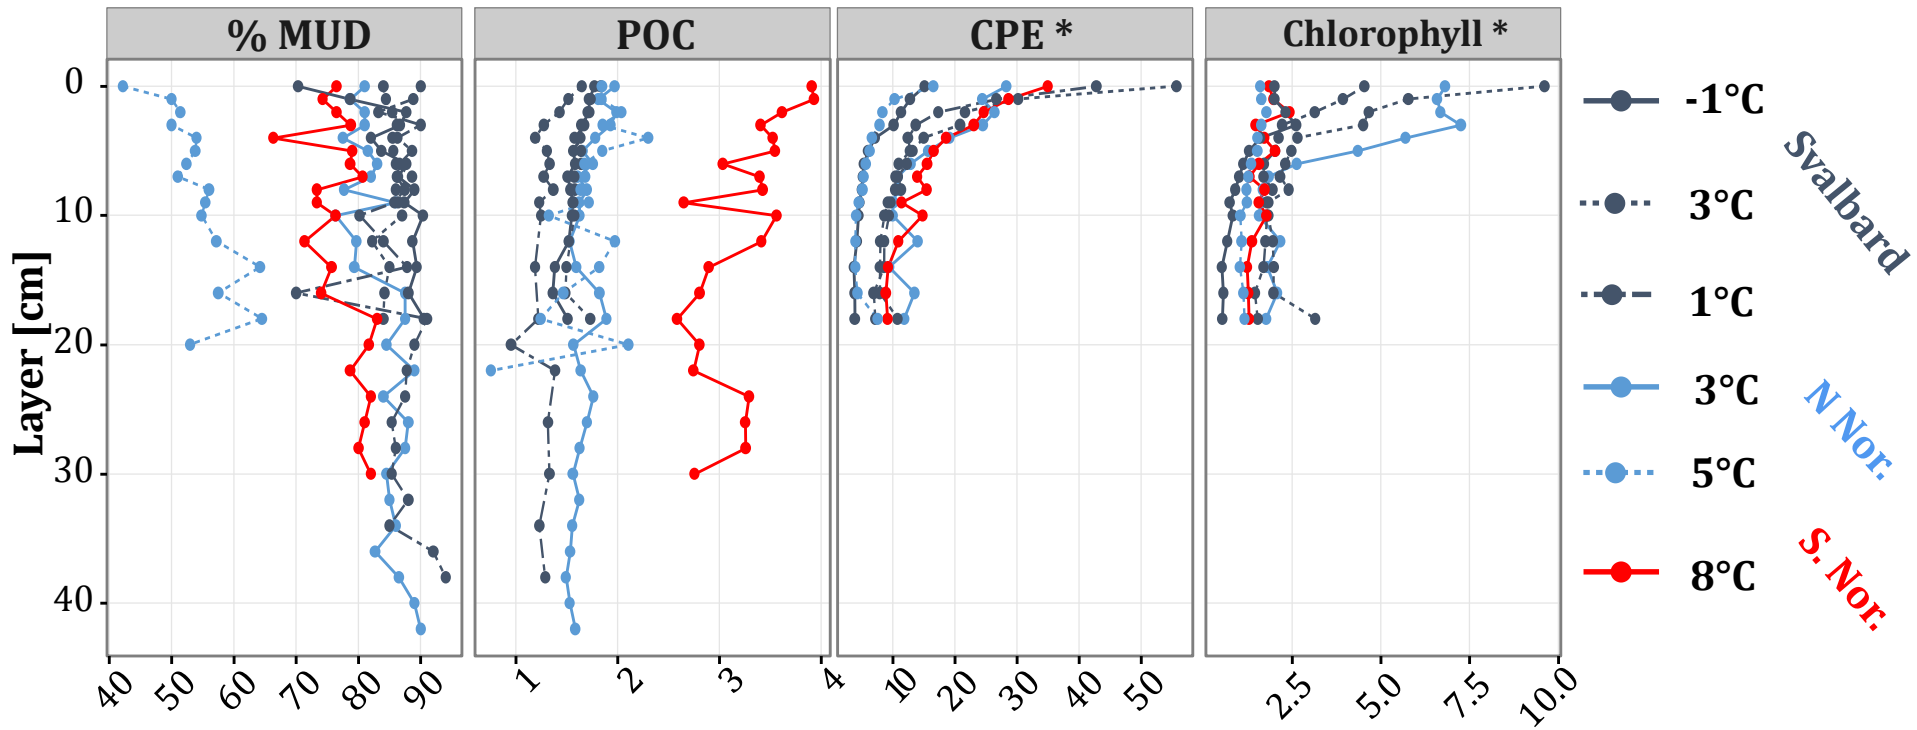 % MUD POC CPE * Chlorophyll *
Layer [cm]
0
10
20
30
40
40 50 60 70 80 90
1 2 3 4
10 20 30 40 50
2.5 5.0 7.5 10.0
-1°C
3°C
1°C
Svalbard
3°C
5°C
N Nor.
8°C
S. Nor.